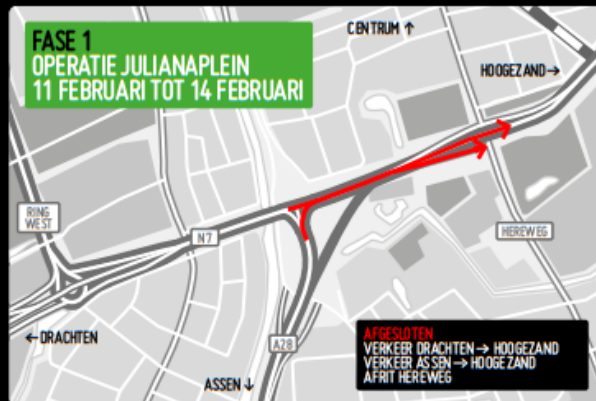 FASE 1
OPERATIE JULIANAPLEIN
11 FEBRUARI TOT 14 FEBRUARI
CENTRUM ↑
HOOGEZAND→
RING
WEST
N7
HEREWEG
←DRACHTEN
A28
ASSEN↓
AFGESLOTEN
VERKEER DRACHTEN → HOOGEZAND
VERKEER ASSEN → HOOGEZAND
AFRIT HEREWEG